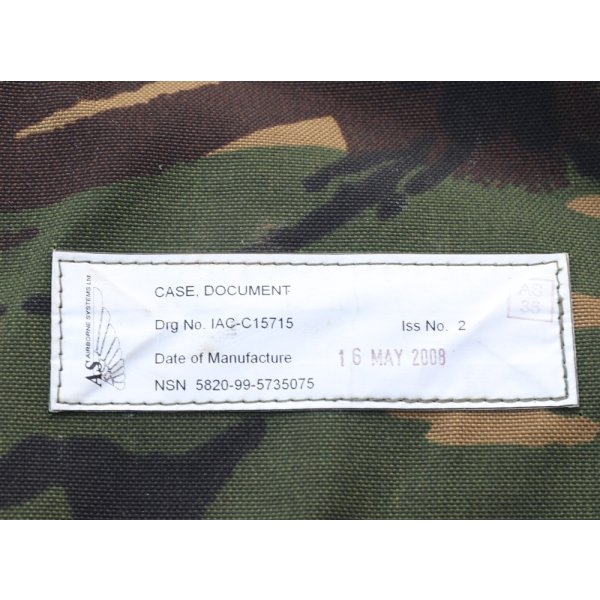 AS
AIRBORNE SYSTEMS LTD
CASE, DOCUMENT
Drg No. IAC-C15715 Iss No. 2
AS
35
Date of Manufacture 16 MAY 2008
NSN 5820-99-5735075